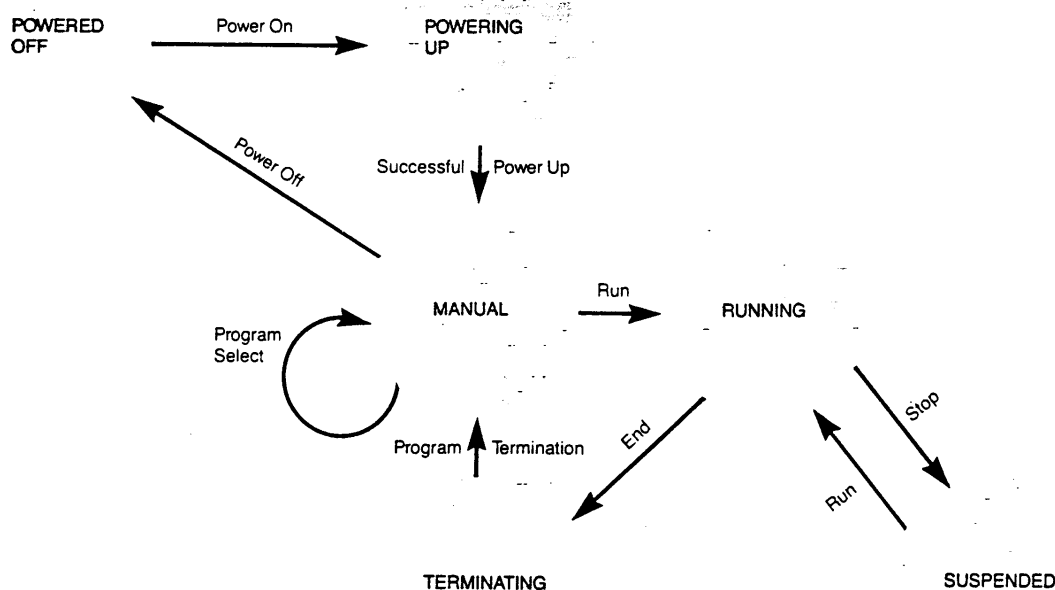 POWERED
OFF
Power On
POWERING
UP
Power Off
Successful Power Up
MANUAL
Run
RUNNING
Program
Select
Program Termination
End
Stop
Run
TERMINATING
SUSPENDED